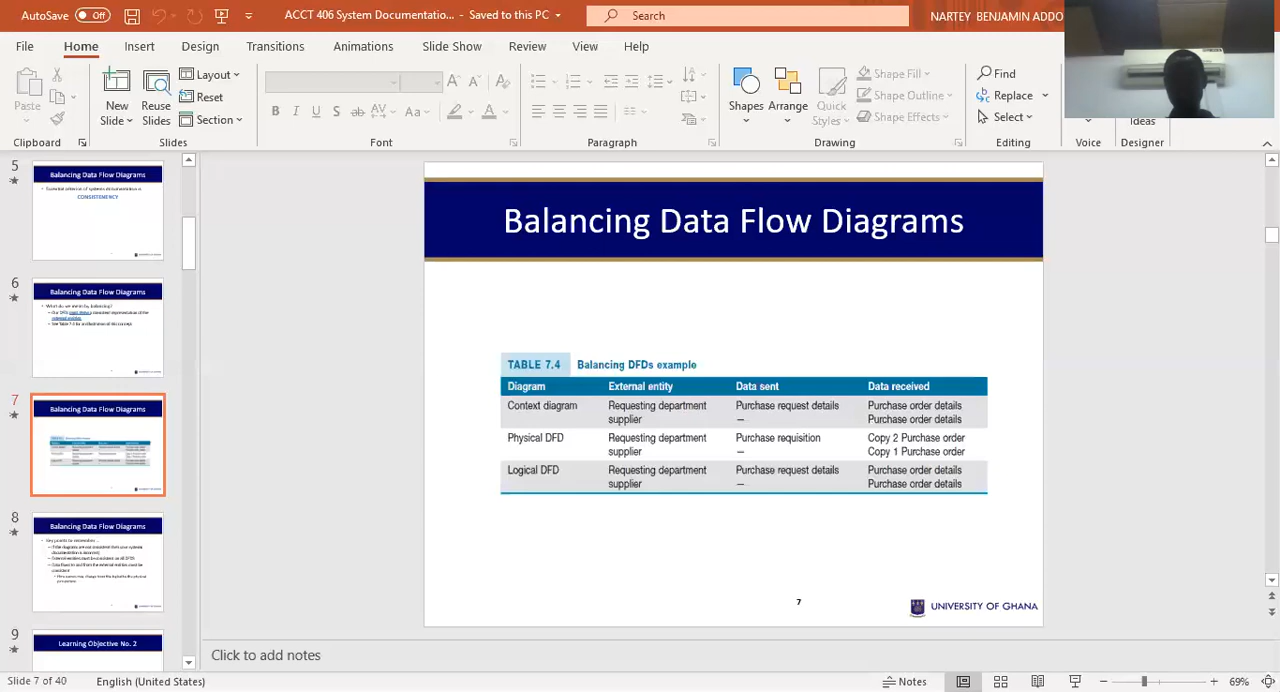 AutoSave Off ACCT 406 System Documentatio... - Saved to this PC Search NARTEY BENJAMIN ADDO
File Home Insert Design Transitions Animations Slide Show Review View Help
Paste New Slide Reuse Slides Layout Reset Section B I U S ab AV Aa A Shapes Arrange Quick Styles Shape Fill Shape Outline Shape Effects Find Replace Select Ideas
Clipboard Slides Font Paragraph Drawing Editing Voice Designer
5 Balancing Data Flow Diagrams
6 Balancing Data Flow Diagrams
7 Balancing Data Flow Diagrams
8 Balancing Data Flow Diagrams
9 Learning Objective No. 2
Balancing Data Flow Diagrams
TABLE 7.4 Balancing DFDs example
Diagram External entity Data sent Data received
Context diagram Requesting department Purchase request details Purchase order details
supplier — Purchase order details
Physical DFD Requesting department Purchase requisition Copy 2 Purchase order
supplier — Copy 1 Purchase order
Logical DFD Requesting department Purchase request details Purchase order details
supplier — Purchase order details
7 UNIVERSITY OF GHANA
Click to add notes
Slide 7 of 40 English (United States) Notes 69%